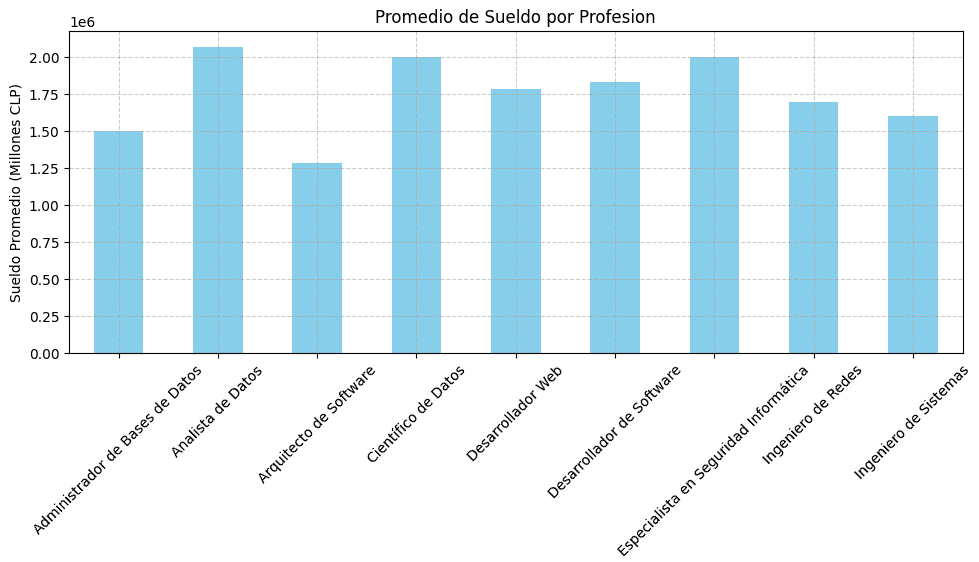 Promedio de Sueldo por Profesion
1e6
Sueldo Promedio (Millones CLP)
2.00
1.75
1.50
1.25
1.00
0.75
0.50
0.25
0.00
Administrador de Bases de Datos
Analista de Datos
Arquitecto de Software
Científico de Datos
Desarrollador Web
Desarrollador de Software
Especialista en Seguridad Informática
Ingeniero de Redes
Ingeniero de Sistemas